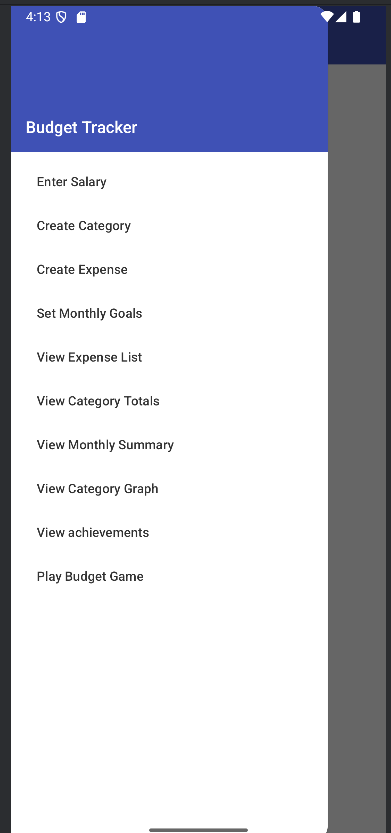 4:13
Budget Tracker
Enter Salary
Create Category
Create Expense
Set Monthly Goals
View Expense List
View Category Totals
View Monthly Summary
View Category Graph
View achievements
Play Budget Game